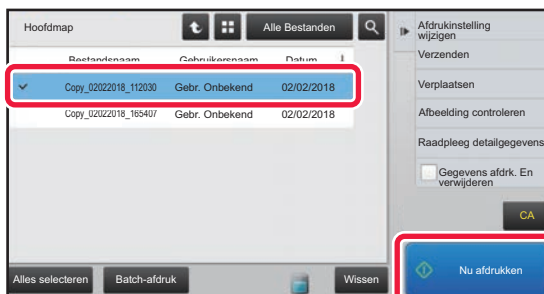 Hoofdmap
Alle Bestanden
Bestandsnaam Gebruikersnaam Datum
Copy_02022018_112030 Gebr. Onbekend 02/02/2018
Copy_02022018_165407 Gebr. Onbekend 02/02/2018
Alles selecteren
Batch-afdruk
Wissen
Afdrukinstelling
wijzigen
Verzenden
Verplaatsen
Afbeelding controleren
Raadpleeg detailgegevens
Gegevens afdrk. En
verwijderen
CA
Nu afdrukken